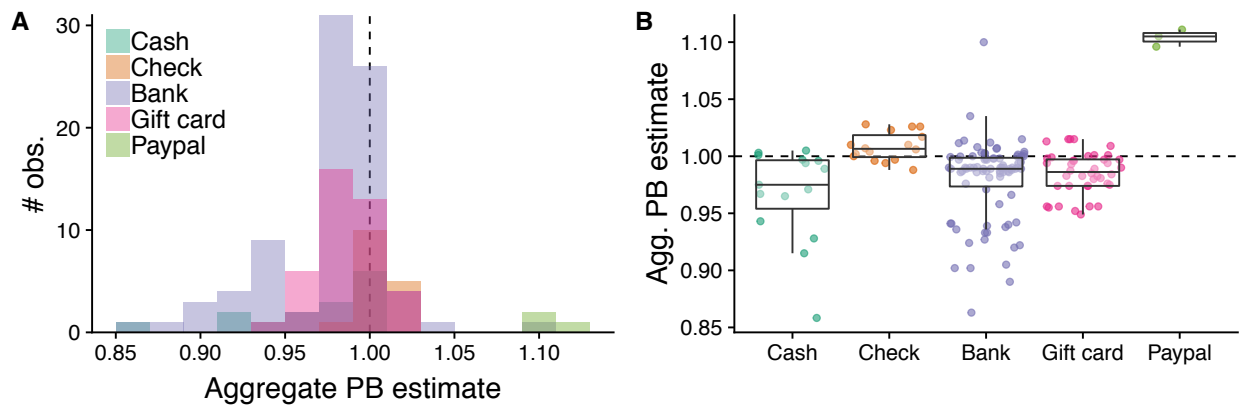 A
30
20
10
0
# obs.
Cash
Check
Bank
Gift card
Paypal
0.85 0.90 0.95 1.00 1.05 1.10
Aggregate PB estimate
B
1.10
1.05
1.00
0.95
0.90
0.85
Agg. PB estimate
Cash Check Bank Gift card Paypal